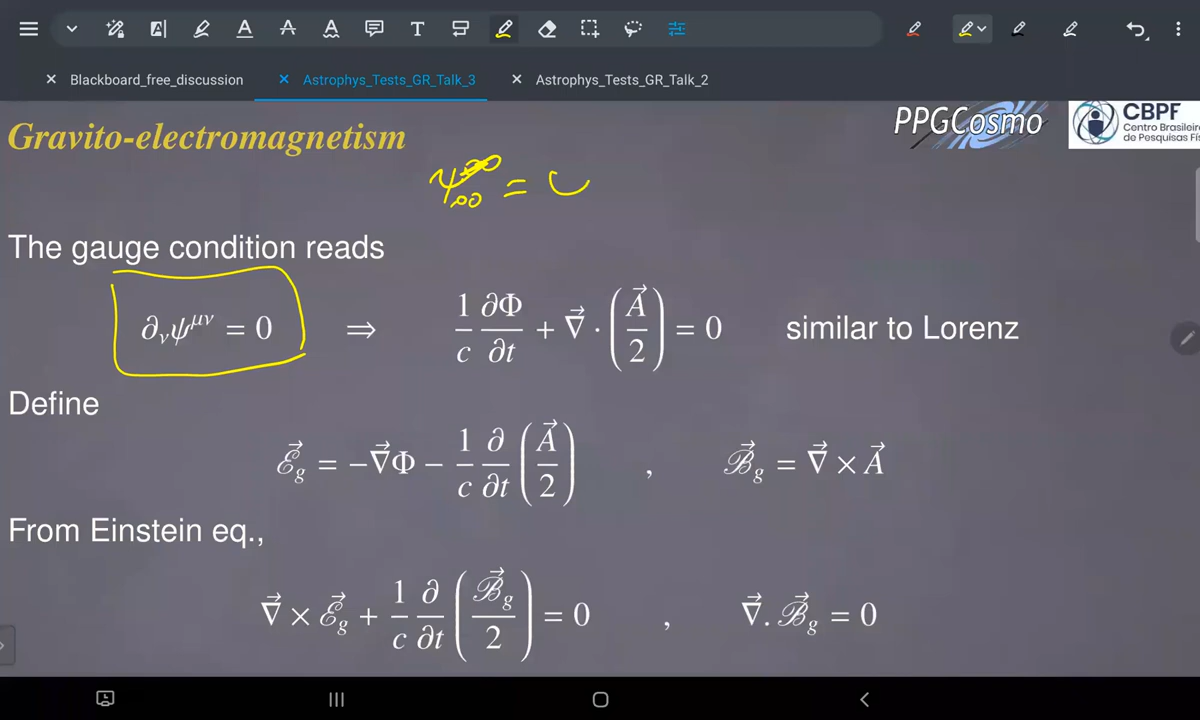 Blackboard_free_discussion Astrophys_Tests_GR_Talk_3 Astrophys_Tests_GR_Talk_2
Gravito-electromagnetism
PPGCosmo
CBPF
Centro Brasileir
de Pesquisas Fí
ψ,00 =
The gauge condition reads
∂_ν ψ^{μν} = 0 ⇒ (1/c) ∂Φ/∂t + ∇⃗ · (A⃗/2) = 0 similar to Lorenz
Define
ℰ⃗_g = −∇⃗Φ − (1/c) ∂/∂t (A⃗/2) , ℬ⃗_g = ∇⃗ × A⃗
From Einstein eq.,
∇⃗ × ℰ⃗_g + (1/c) ∂/∂t (ℬ⃗_g/2) = 0 , ∇⃗. ℬ⃗_g = 0